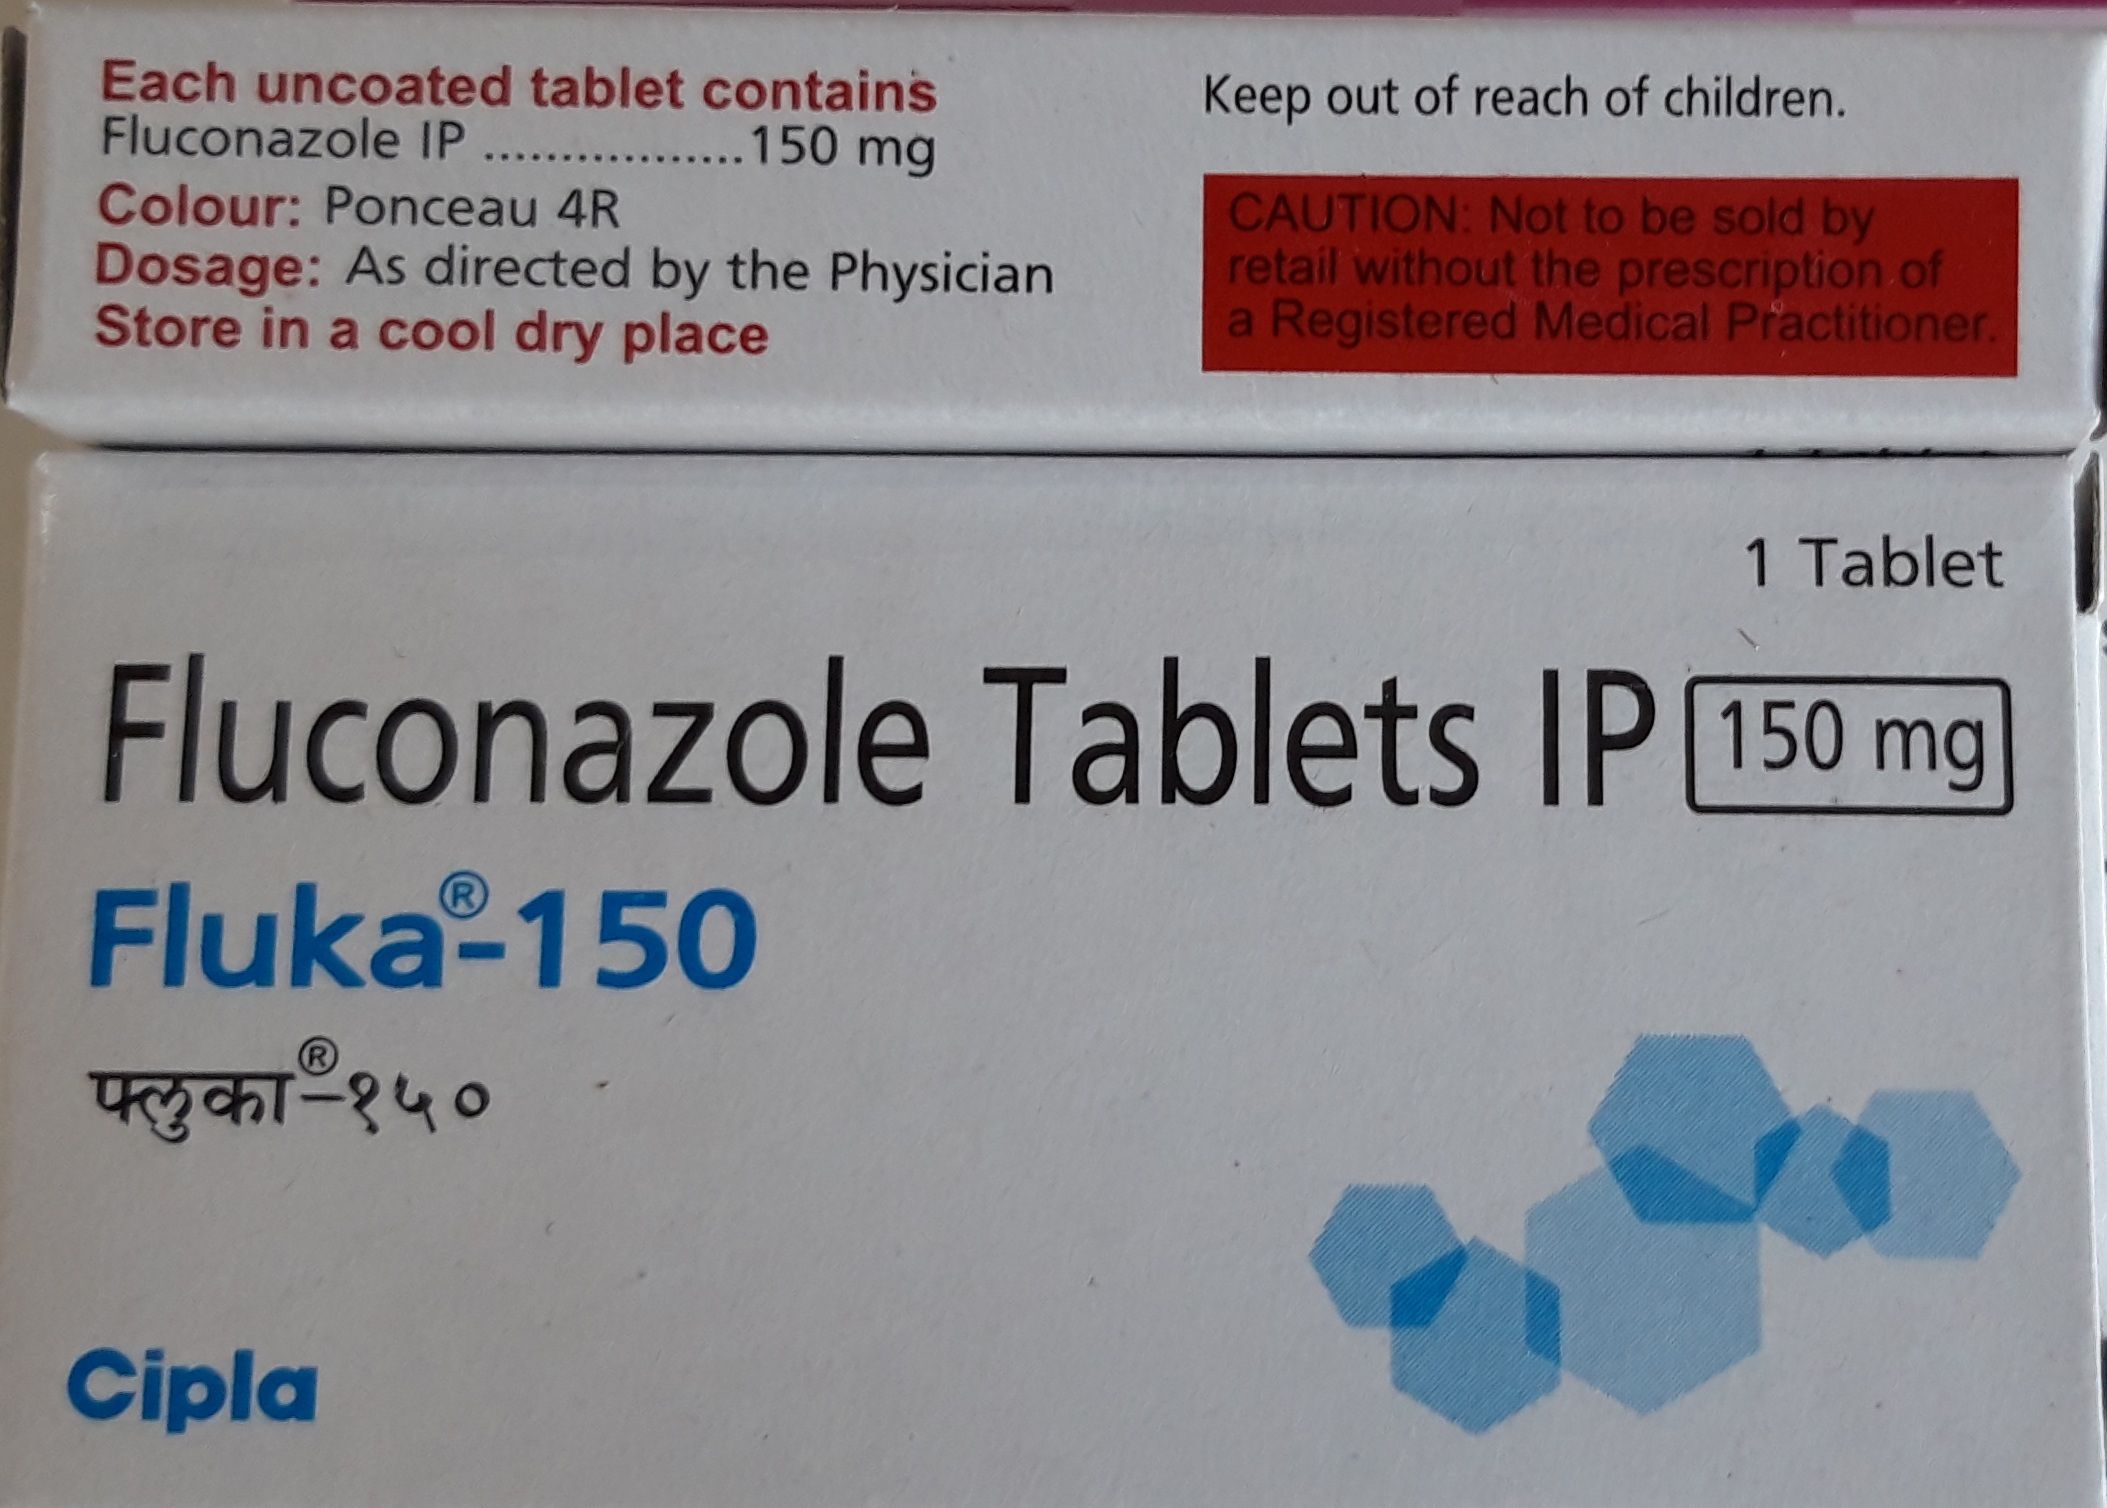 Each uncoated tablet contains
Fluconazole IP .................150 mg
Colour: Ponceau 4R
Dosage: As directed by the Physician
Store in a cool dry place
Keep out of reach of children.
CAUTION: Not to be sold by
retail without the prescription of
a Registered Medical Practitioner.
1 Tablet
Fluconazole Tablets IP 150 mg
Fluka®-150
फ्लुका®-१५०
Cipla